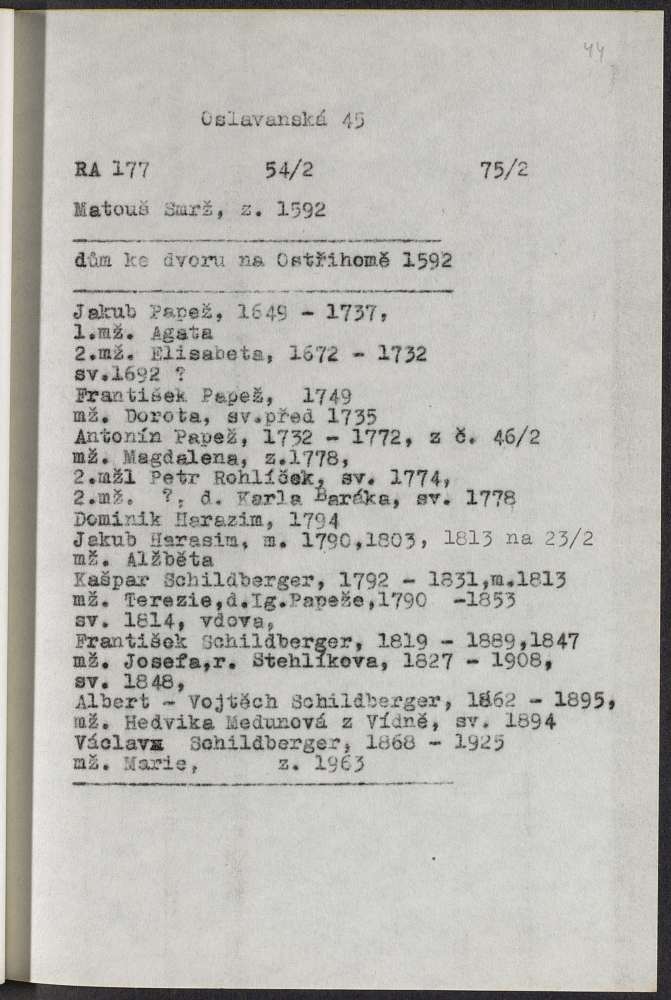 44
Oslavanská 45
RA 177 54/2 75/2
Matouš Smrž, z. 1592
dům ke dvoru na Ostřihomě 1592
Jakub Papež, 1649 - 1737,
1.mž. Agata
2.mž. Elisabeta, 1672 - 1732
sv.1692 ?
František Papež, 1749
mž. Dorota, sv.před 1735
Antonín Papež, 1732 - 1772, z č. 46/2
mž. Magdalena, z.1778,
2.mžl Petr Rohlíček, sv. 1774,
2.mž. ?, d. Karla Baráka, sv. 1778
Dominik Harazim, 1794
Jakub Harasim, m. 1790,1803, 1813 na 23/2
mž. Alžběta
Kašpar Schildberger, 1792 - 1831,m.1813
mž. Terezie,d.Ig.Papeže,1790 -1853
sv. 1814, vdova,
František Schildberger, 1819 - 1889,1847
mž. Josefa,r. Stehlíkova, 1827 - 1908,
sv. 1848,
Albert - Vojtěch Schildberger, 1862 - 1895,
mž. Hedvika Medunová z Vídně, sv. 1894
Václavx Schildberger, 1868 - 1925
mž. Marie, z. 1963